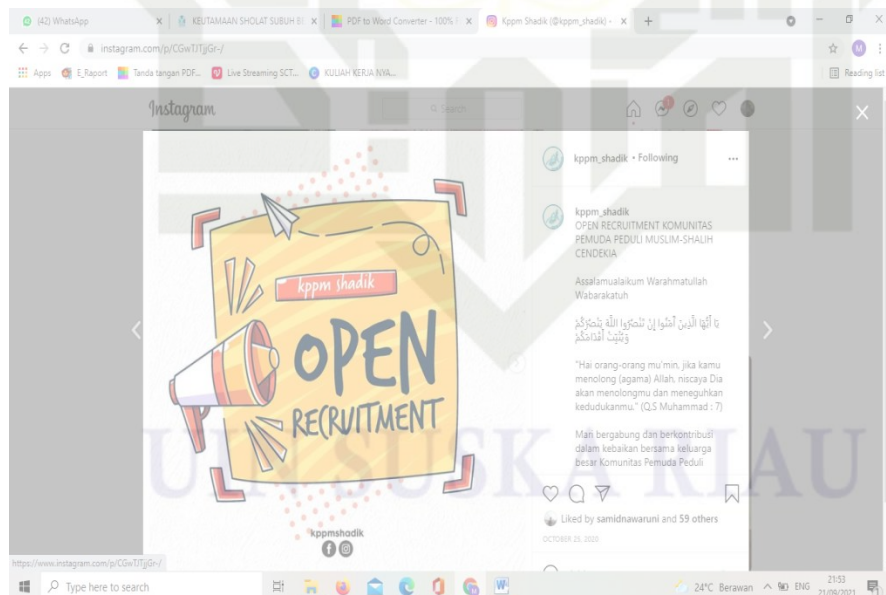 (42) WhatsApp
KEUTAMAAN SHOLAT SUBUH BE
PDF to Word Converter - 100%
Kppm Shadik (@kppm_shadik) -
instagram.com/p/CGwTJTjjGr-/
Apps
E_Raport
Tanda tangan PDF...
Live Streaming SCT...
KULIAH KERJA NYA...
Reading list
Instagram
Search
kppm_shadik • Following
kppm_shadik
OPEN RECRUITMENT KOMUNITAS
PEMUDA PEDULI MUSLIM-SHALIH
CENDEKIA
Assalamualaikum Warahmatullah
Wabarakatuh
يَا أَيُّهَا الَّذِينَ آمَنُوا إِنْ تَنْصُرُوا اللَّهَ يَنْصُرْكُمْ
وَيُثَبِّتْ أَقْدَامَكُمْ
"Hai orang-orang mu'min, jika kamu
menolong (agama) Allah, niscaya Dia
akan menolongmu dan meneguhkan
kedudukanmu." (Q.S Muhammad : 7)
Mari bergabung dan berkontribusi
dalam kebaikan bersama keluarga
besar Komunitas Pemuda Peduli
Liked by samidnawaruni and 59 others
OCTOBER 25, 2020
kppm shadik
OPEN
RECRUITMENT
kppmshadik
UIN SUSKA RIAU
https://www.instagram.com/p/CGwTJTjjGr-/
Type here to search
24°C Berawan
ENG
21:53
21/09/2021